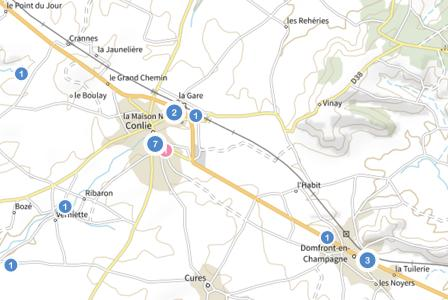 le Point du Jour
les Rehéries
Crannes
la Jaunelière
le Grand Chemin
D38
1
le Boulay
la Gare
Vinay
la Maison N
2
1
Conlie
7
l'Habit
Ribaron
Bozé
1
Verniette
1
Domfront-en-
Champagne
3
1
la Tuilerie
Cures
les Noyers